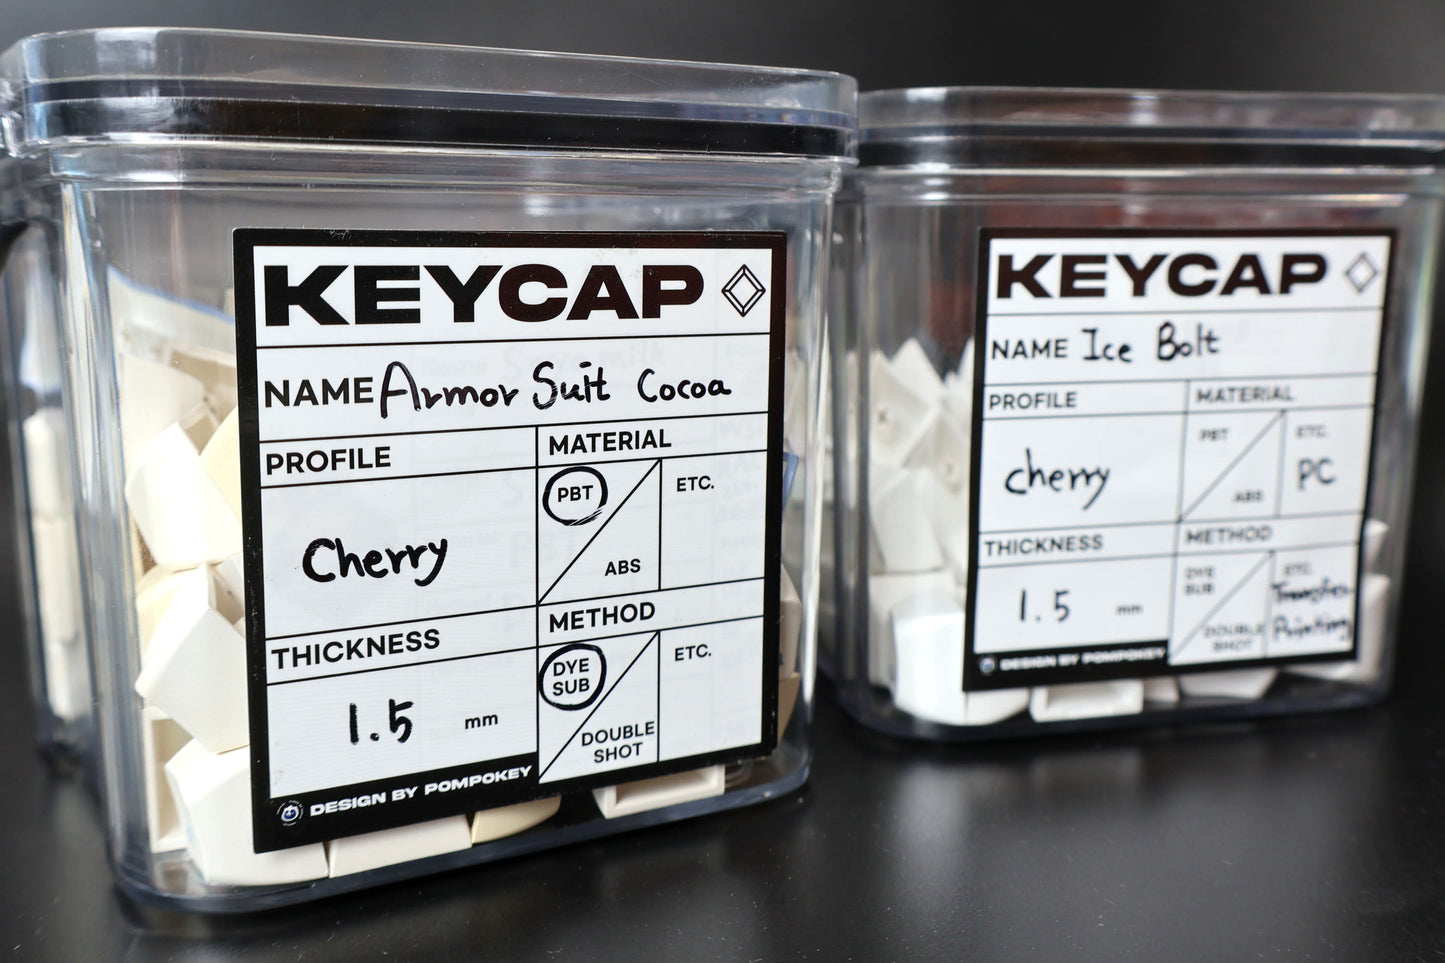 KEYCAP
NAME Armor Suit Cocoa
PROFILE
Cherry
MATERIAL
PBT
ABS
ETC.
THICKNESS
1.5 mm
METHOD
DYE
SUB
DOUBLE
SHOT
ETC.
DESIGN BY POMPOKEY
KEYCAP
NAME Ice Bolt
PROFILE
cherry
MATERIAL
PBT
ABS
ETC.
PC
THICKNESS
1.5 mm
METHOD
DYE
SUB
DOUBLE
SHOT
ETC.
Printing
DESIGN BY POMPOKEY